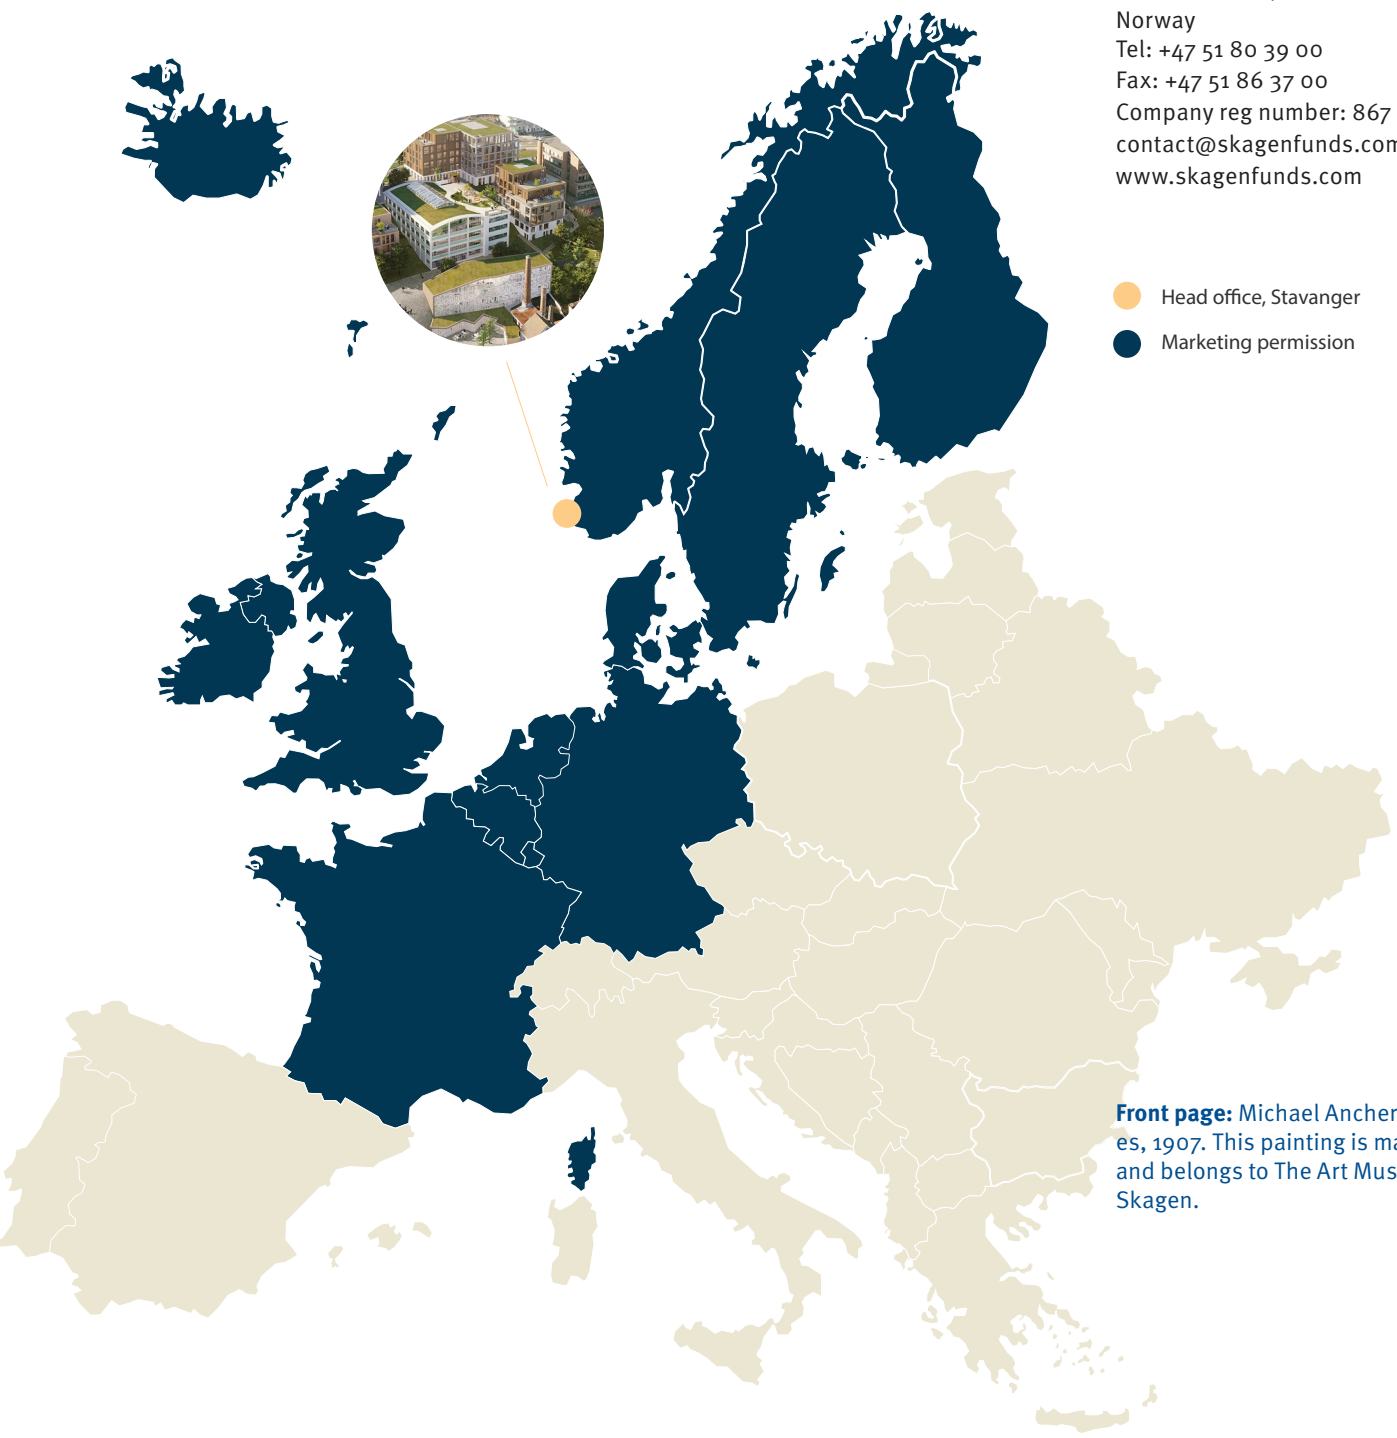 Norway
Tel: +47 51 80 39 00
Fax: +47 51 86 37 00
Company reg number: 867
contact@skagenfunds.com
www.skagenfunds.com
Head office, Stavanger
Marketing permission
Front page: Michael Ancher
es, 1907. This painting is
and belongs to The Art
Skagen.